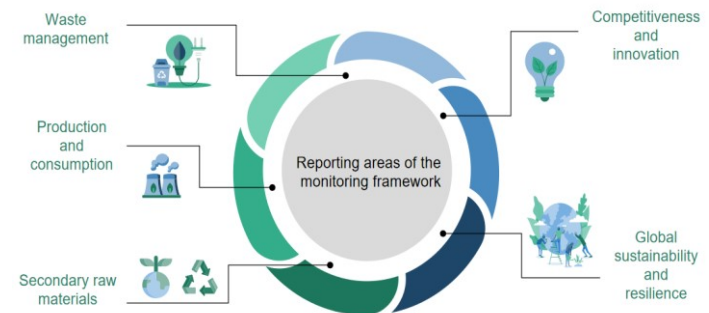 Waste
management
Competitiveness
and
innovation
Production
and
consumption
Reporting areas of the
monitoring framework
Secondary raw
materials
Global
sustainability
and
resilience